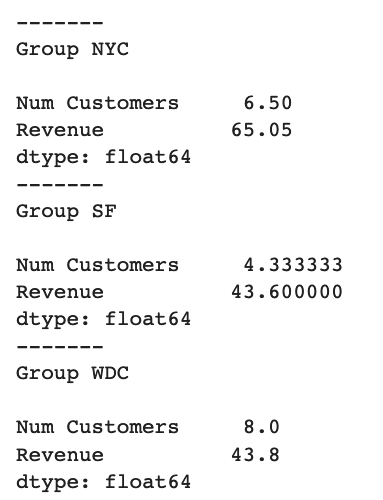 -------
Group NYC
Num Customers     6.50
Revenue          65.05
dtype: float64
-------
Group SF
Num Customers     4.333333
Revenue          43.600000
dtype: float64
-------
Group WDC
Num Customers     8.0
Revenue          43.8
dtype: float64